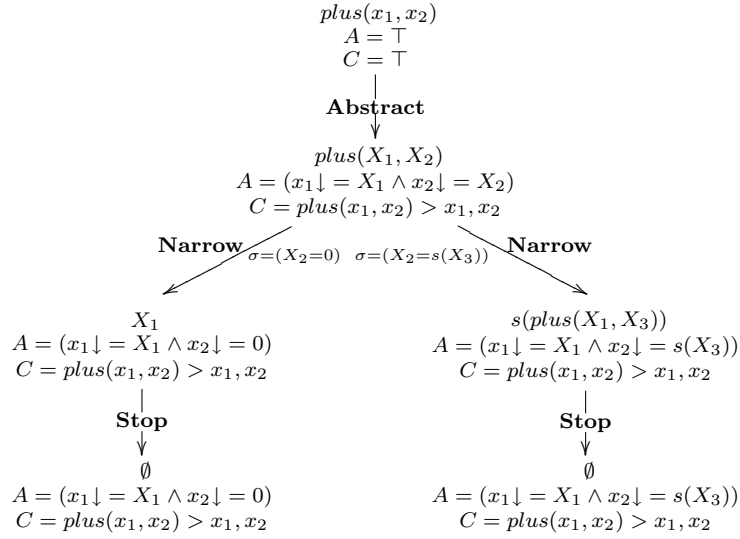 plus(x₁, x₂)
A = ⊤
C = ⊤
Abstract
plus(X₁, X₂)
A = (x₁↓ = X₁ ∧ x₂↓ = X₂)
C = plus(x₁, x₂) > x₁, x₂
Narrow Narrow
σ=(X₂=0) σ=(X₂=s(X₃))
X₁ s(plus(X₁, X₃))
A = (x₁↓ = X₁ ∧ x₂↓ = 0) A = (x₁↓ = X₁ ∧ x₂↓ = s(X₃))
C = plus(x₁, x₂) > x₁, x₂ C = plus(x₁, x₂) > x₁, x₂
Stop Stop
∅ ∅
A = (x₁↓ = X₁ ∧ x₂↓ = 0) A = (x₁↓ = X₁ ∧ x₂↓ = s(X₃))
C = plus(x₁, x₂) > x₁, x₂ C = plus(x₁, x₂) > x₁, x₂